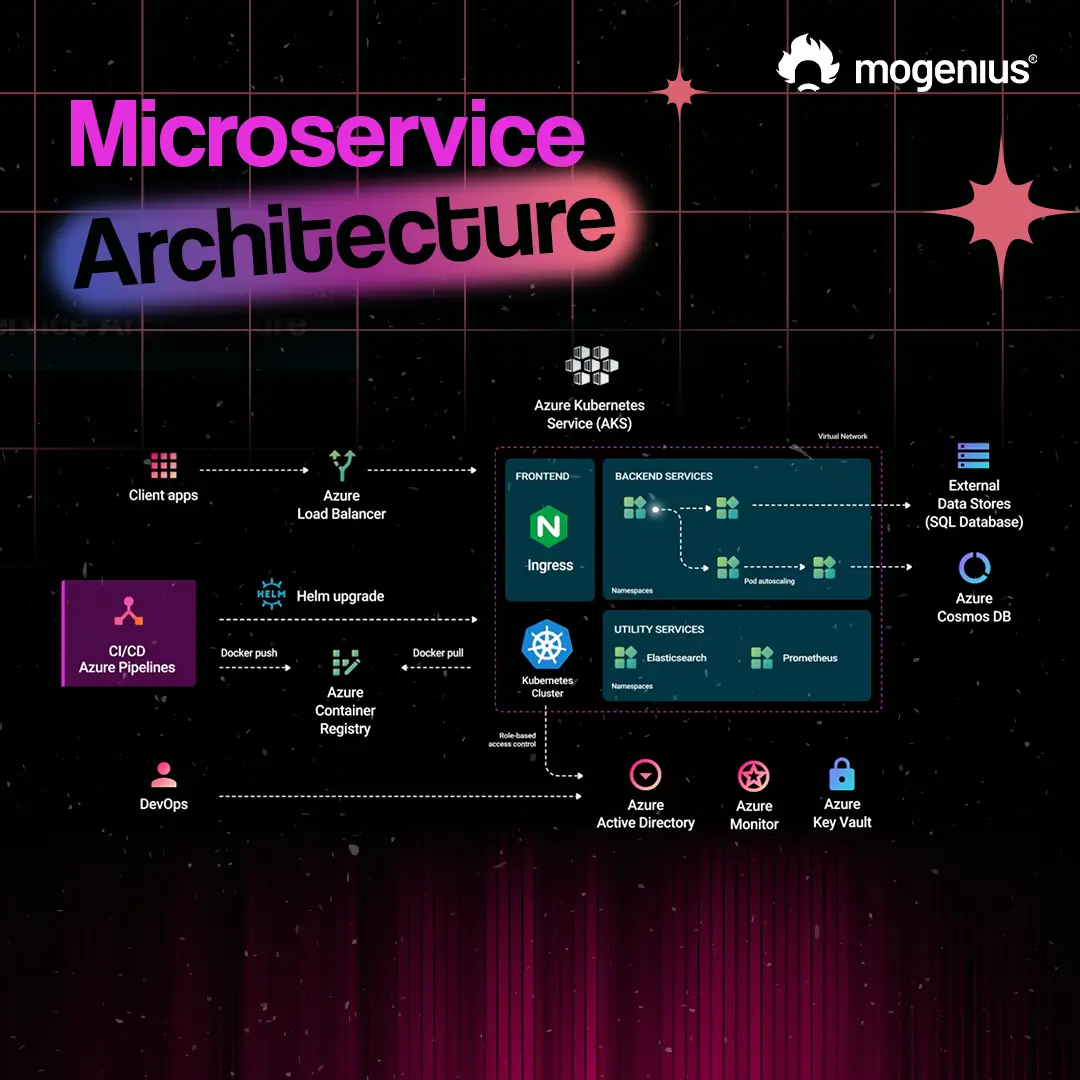 mogenius®
Microservice
Architecture
Azure Kubernetes
Service (AKS)
Virtual Network
Client apps
Azure
Load Balancer
FRONTEND
N
Ingress
BACKEND SERVICES
Pod autoscaling
Namespaces
External
Data Stores
(SQL Database)
Azure
Cosmos DB
CI/CD
Azure Pipelines
HELM
Helm upgrade
Docker push
Docker pull
Azure
Container
Registry
Kubernetes
Cluster
UTILITY SERVICES
Elasticsearch
Prometheus
Namespaces
Role-based
access control
DevOps
Azure
Active Directory
Azure
Monitor
Azure
Key Vault